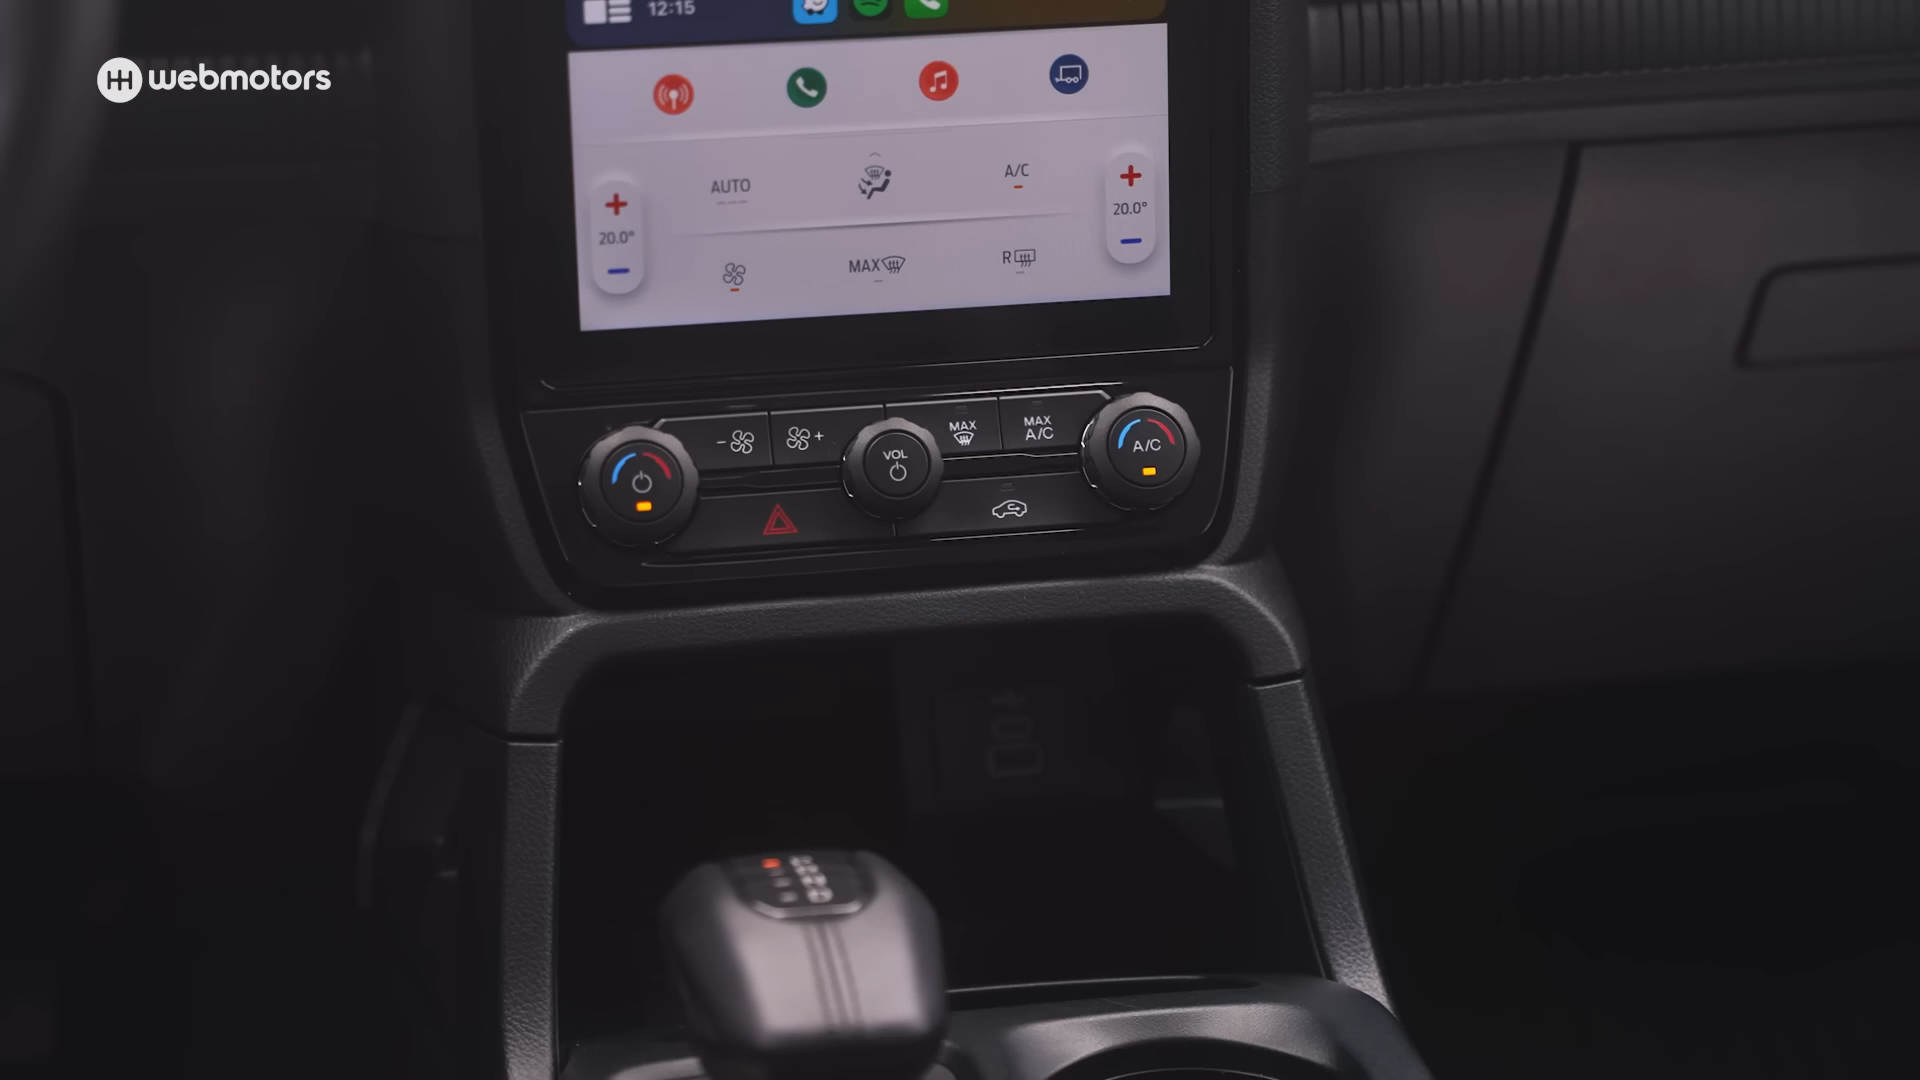 12:15
webmotors
AUTO
A/C
20.0°
20.0°
MAX
R
- +
VOL
MAX
MAX
A/C
A/C